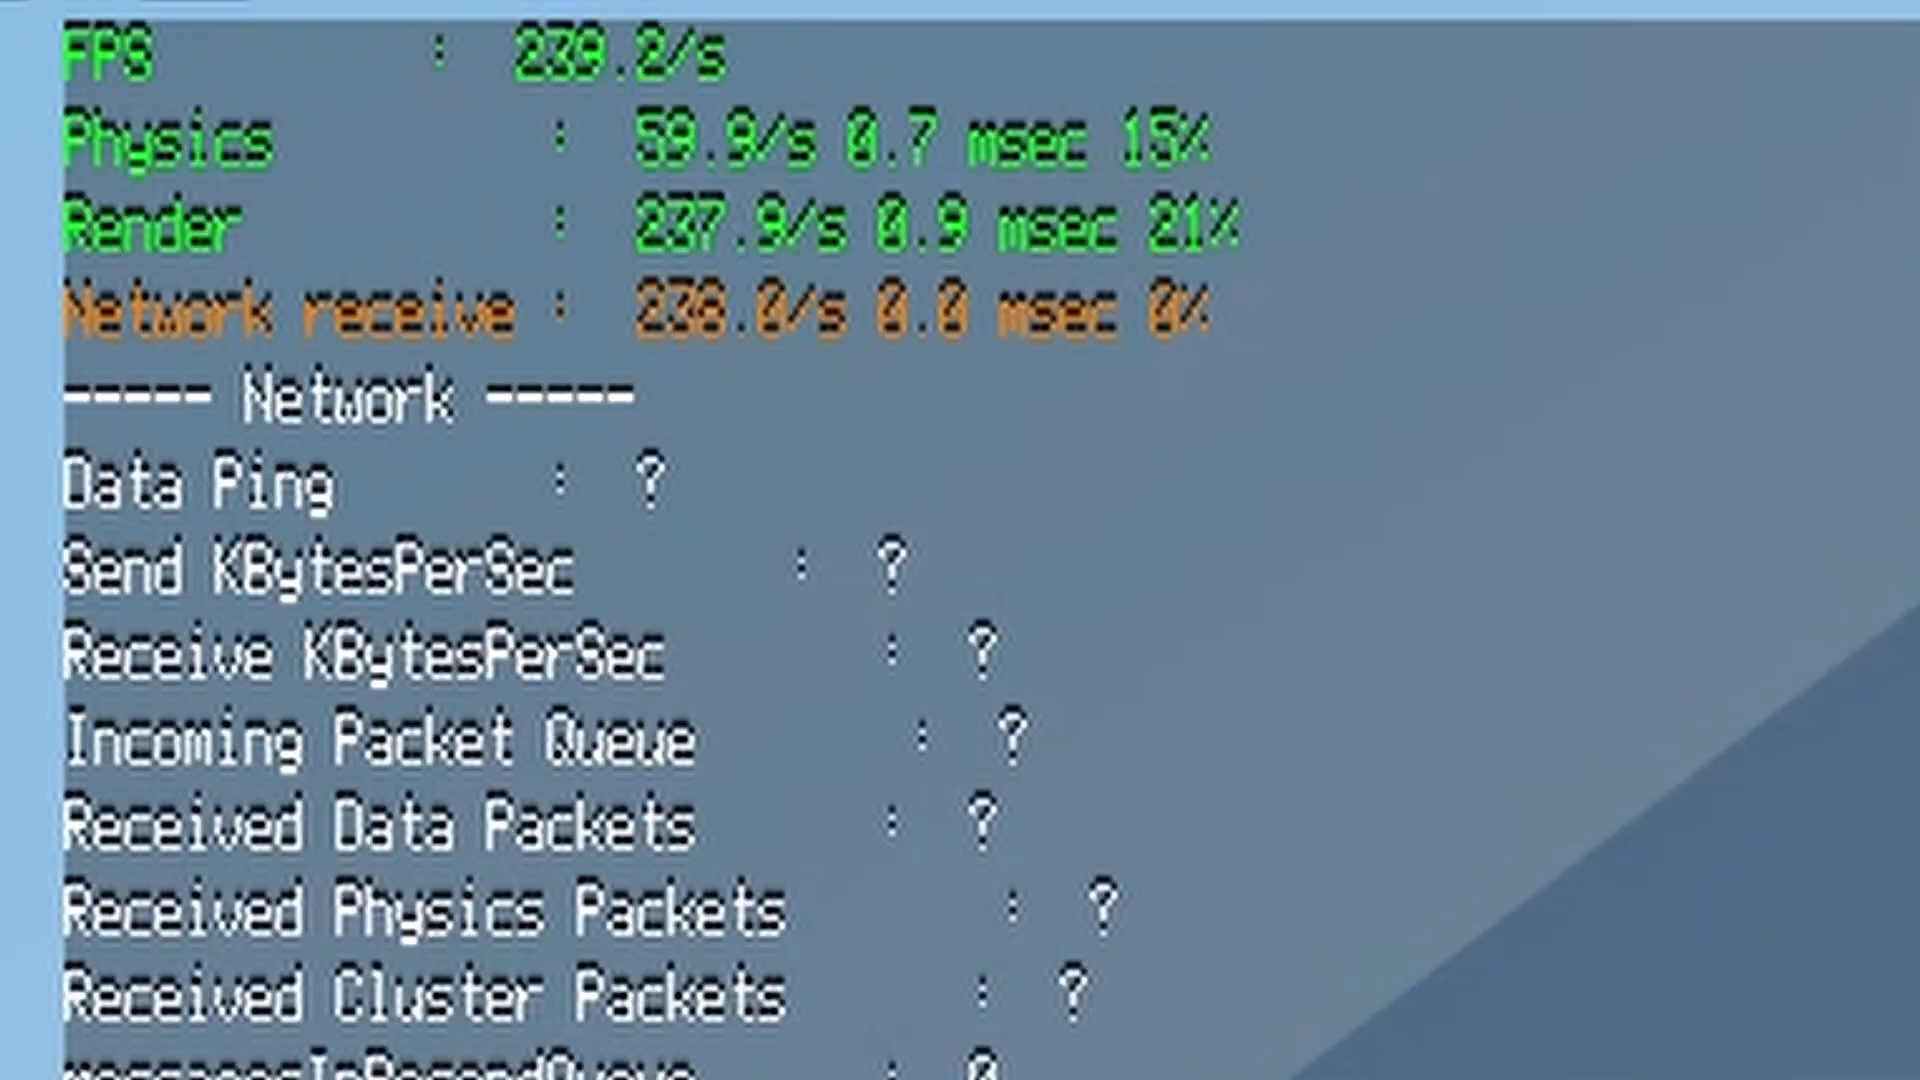 FPS : 239.2/s
Physics : 59.9/s 0.7 msec 15%
Render : 237.9/s 0.9 msec 21%
Network receive : 238.0/s 0.0 msec 0%
----- Network -----
Data Ping : ?
Send KBytesPerSec : ?
Receive KBytesPerSec : ?
Incoming Packet Queue : ?
Received Data Packets : ?
Received Physics Packets : ?
Received Cluster Packets : ?
messagesInResendQueue : 0